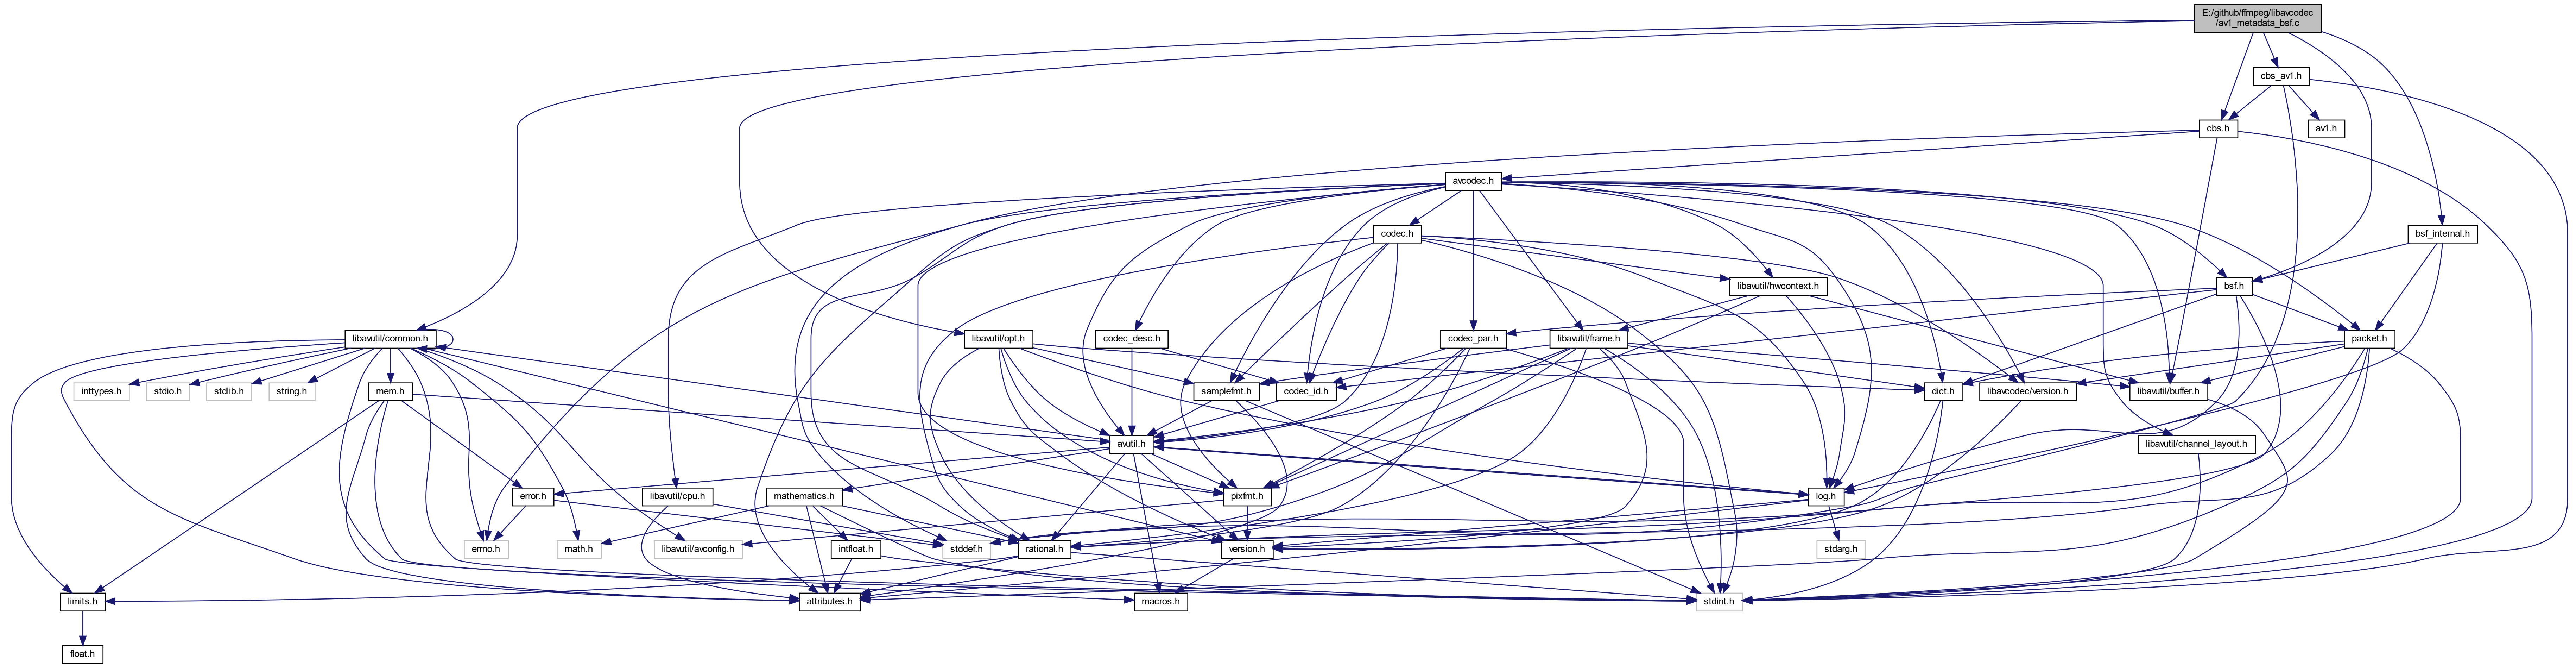 E:/github/ffmpeg/libavcodec
/av1_metadata_bsf.c
cbs_av1.h
cbs.h
av1.h
avcodec.h
codec.h
bsf_internal.h
libavutil/hwcontext.h
bsf.h
libavutil/common.h
libavutil/opt.h
codec_desc.h
codec_par.h
libavutil/frame.h
packet.h
inttypes.h
stdio.h
stdlib.h
string.h
mem.h
samplefmt.h
codec_id.h
dict.h
libavcodec/version.h
libavutil/buffer.h
avutil.h
libavutil/channel_layout.h
error.h
libavutil/cpu.h
mathematics.h
pixfmt.h
log.h
errno.h
math.h
libavutil/avconfig.h
intfloat.h
stddef.h
rational.h
version.h
stdarg.h
limits.h
attributes.h
macros.h
stdint.h
float.h